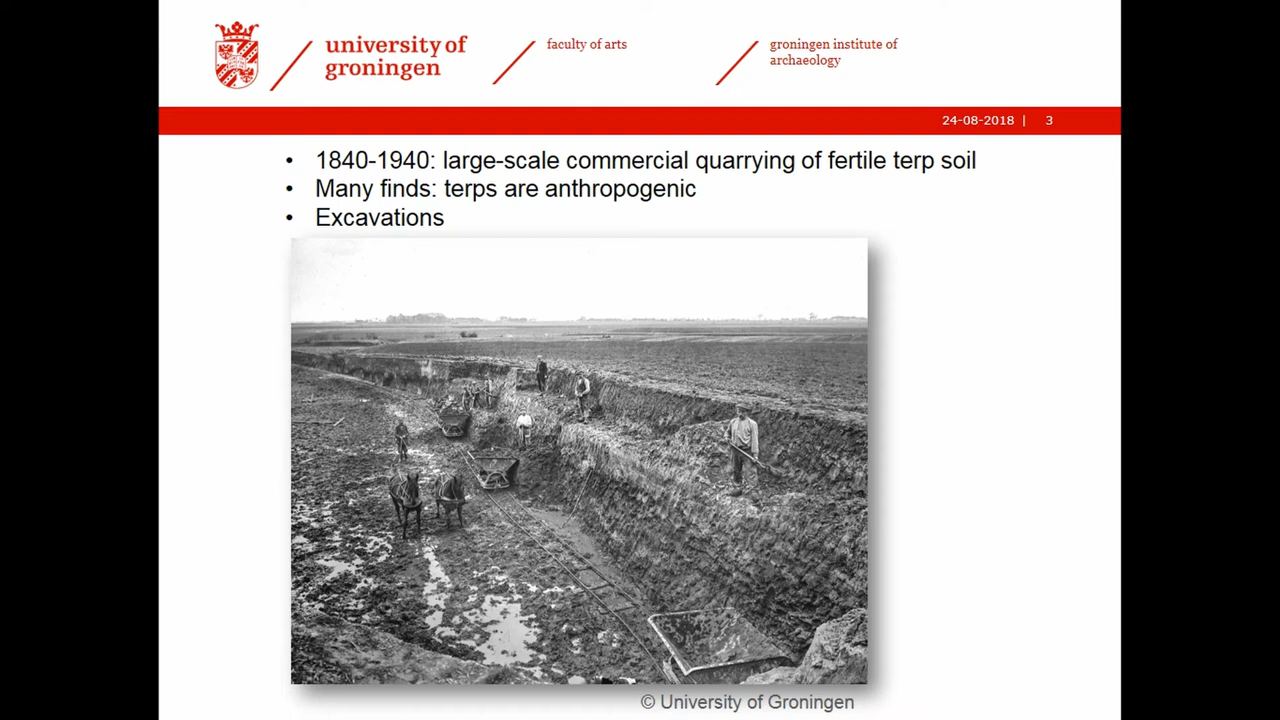 university of
groningen
faculty of arts
groningen institute of
archaeology
24-08-2018 | 3
• 1840-1940: large-scale commercial quarrying of fertile terp soil
• Many finds: terps are anthropogenic
• Excavations
© University of Groningen